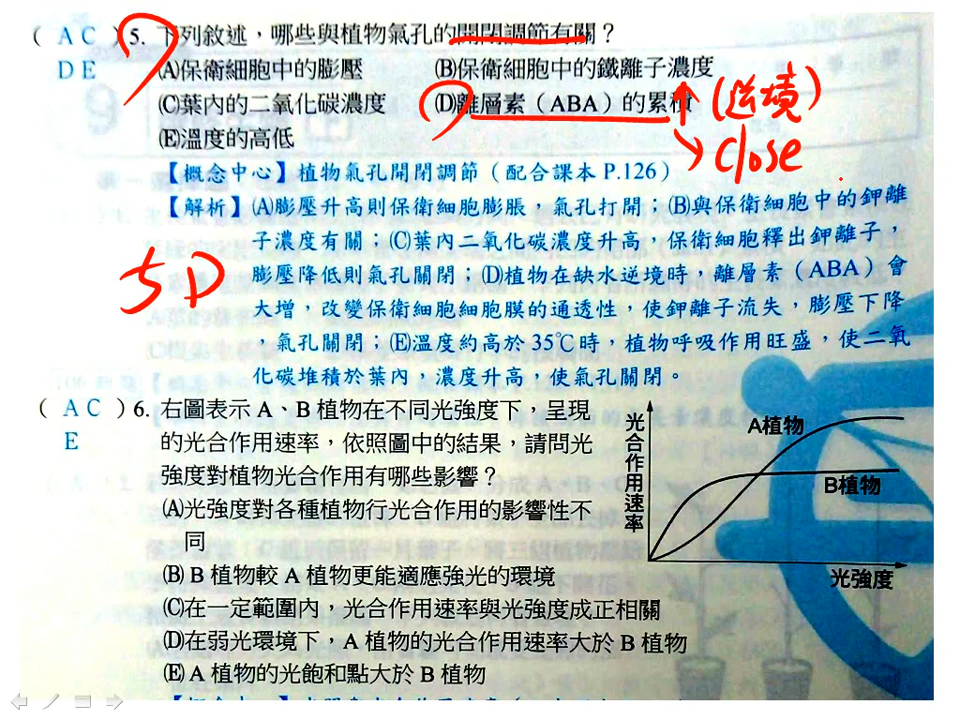 ( A C ) 5. 下列敘述，哪些與植物氣孔的開閉調節有關？
D E
(A)保衛細胞中的膨壓 (B)保衛細胞中的鐵離子濃度
(C)葉內的二氧化碳濃度 (D)離層素（ABA）的累積
↑ (逆境)
(E)溫度的高低
→ close
【概念中心】植物氣孔開閉調節（配合課本 P.126）
【解析】(A)膨壓升高則保衛細胞膨脹，氣孔打開；(B)與保衛細胞中的鉀離
子濃度有關；(C)葉內二氧化碳濃度升高，保衛細胞釋出鉀離子，
膨壓降低則氣孔關閉；(D)植物在缺水逆境時，離層素（ABA）會
5D
大增，改變保衛細胞細胞膜的通透性，使鉀離子流失，膨壓下降
，氣孔關閉；(E)溫度約高於 35℃時，植物呼吸作用旺盛，使二氧
化碳堆積於葉內，濃度升高，使氣孔關閉。
( A C ) 6. 右圖表示 A、B 植物在不同光強度下，呈現
E
的光合作用速率，依照圖中的結果，請問光
強度對植物光合作用有哪些影響？
(A)光強度對各種植物行光合作用的影響性不
同
(B) B 植物較 A 植物更能適應強光的環境
(C)在一定範圍內，光合作用速率與光強度成正相關
(D)在弱光環境下，A 植物的光合作用速率大於 B 植物
(E) A 植物的光飽和點大於 B 植物
光合作用速率
A植物
B植物
光強度